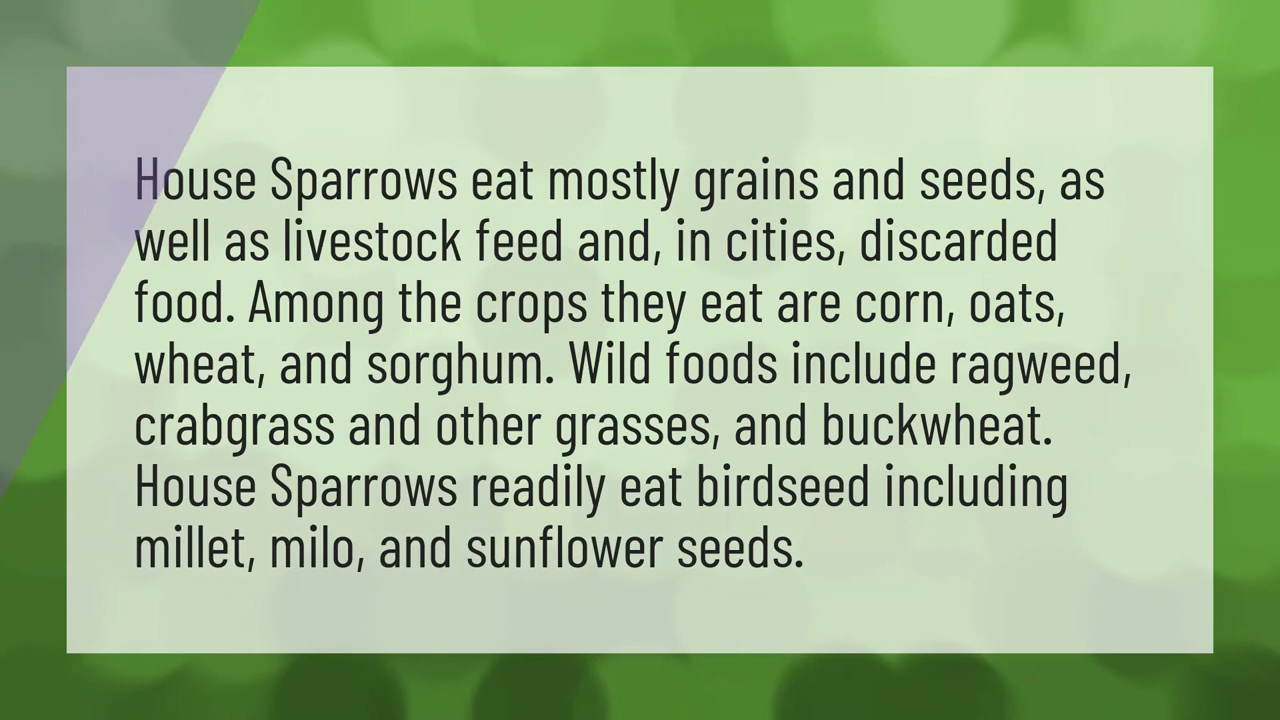 House Sparrows eat mostly grains and seeds, as
well as livestock feed and, in cities, discarded
food. Among the crops they eat are corn, oats,
wheat, and sorghum. Wild foods include ragweed,
crabgrass and other grasses, and buckwheat.
House Sparrows readily eat birdseed including
millet, milo, and sunflower seeds.